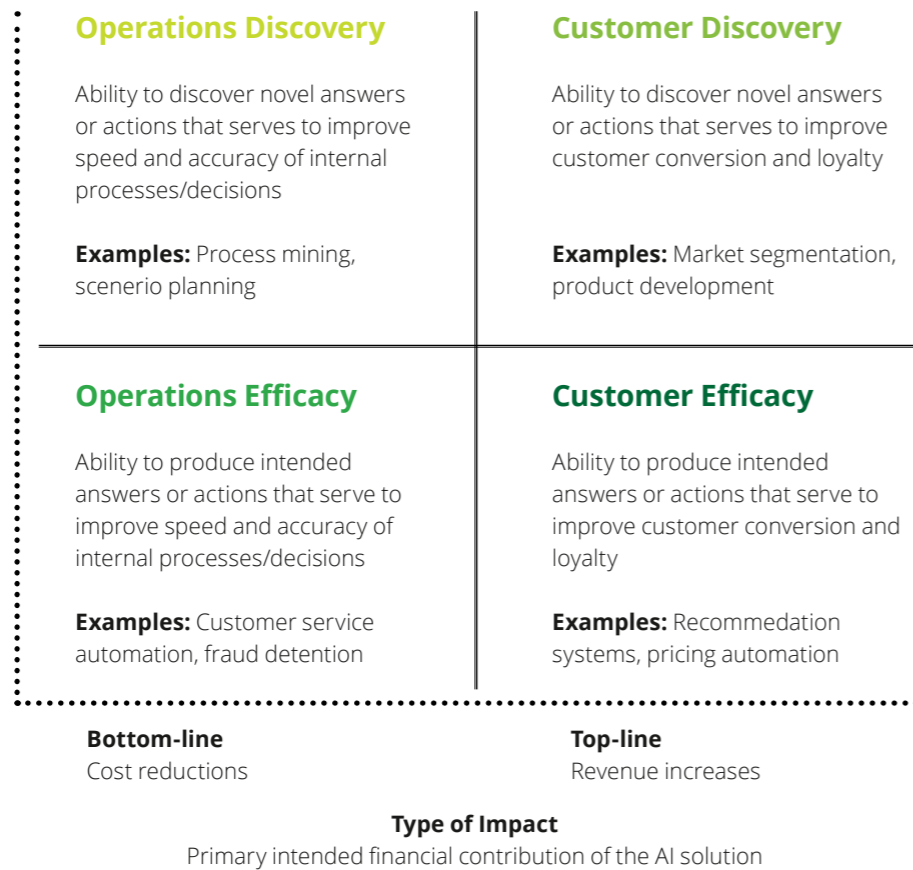 Operations Discovery
Ability to discover novel answers
or actions that serves to improve
speed and accuracy of internal
processes/decisions
Examples: Process mining,
scenerio planning
Customer Discovery
Ability to discover novel answers
or actions that serves to improve
customer conversion and loyalty
Examples: Market segmentation,
product development
Operations Efficacy
Ability to produce intended
answers or actions that serve to
improve speed and accuracy of
internal processes/decisions
Examples: Customer service
automation, fraud detention
Customer Efficacy
Ability to produce intended
answers or actions that serve to
improve customer conversion and
loyalty
Examples: Recommedation
systems, pricing automation
Bottom-line
Cost reductions
Top-line
Revenue increases
Type of Impact
Primary intended financial contribution of the AI solution